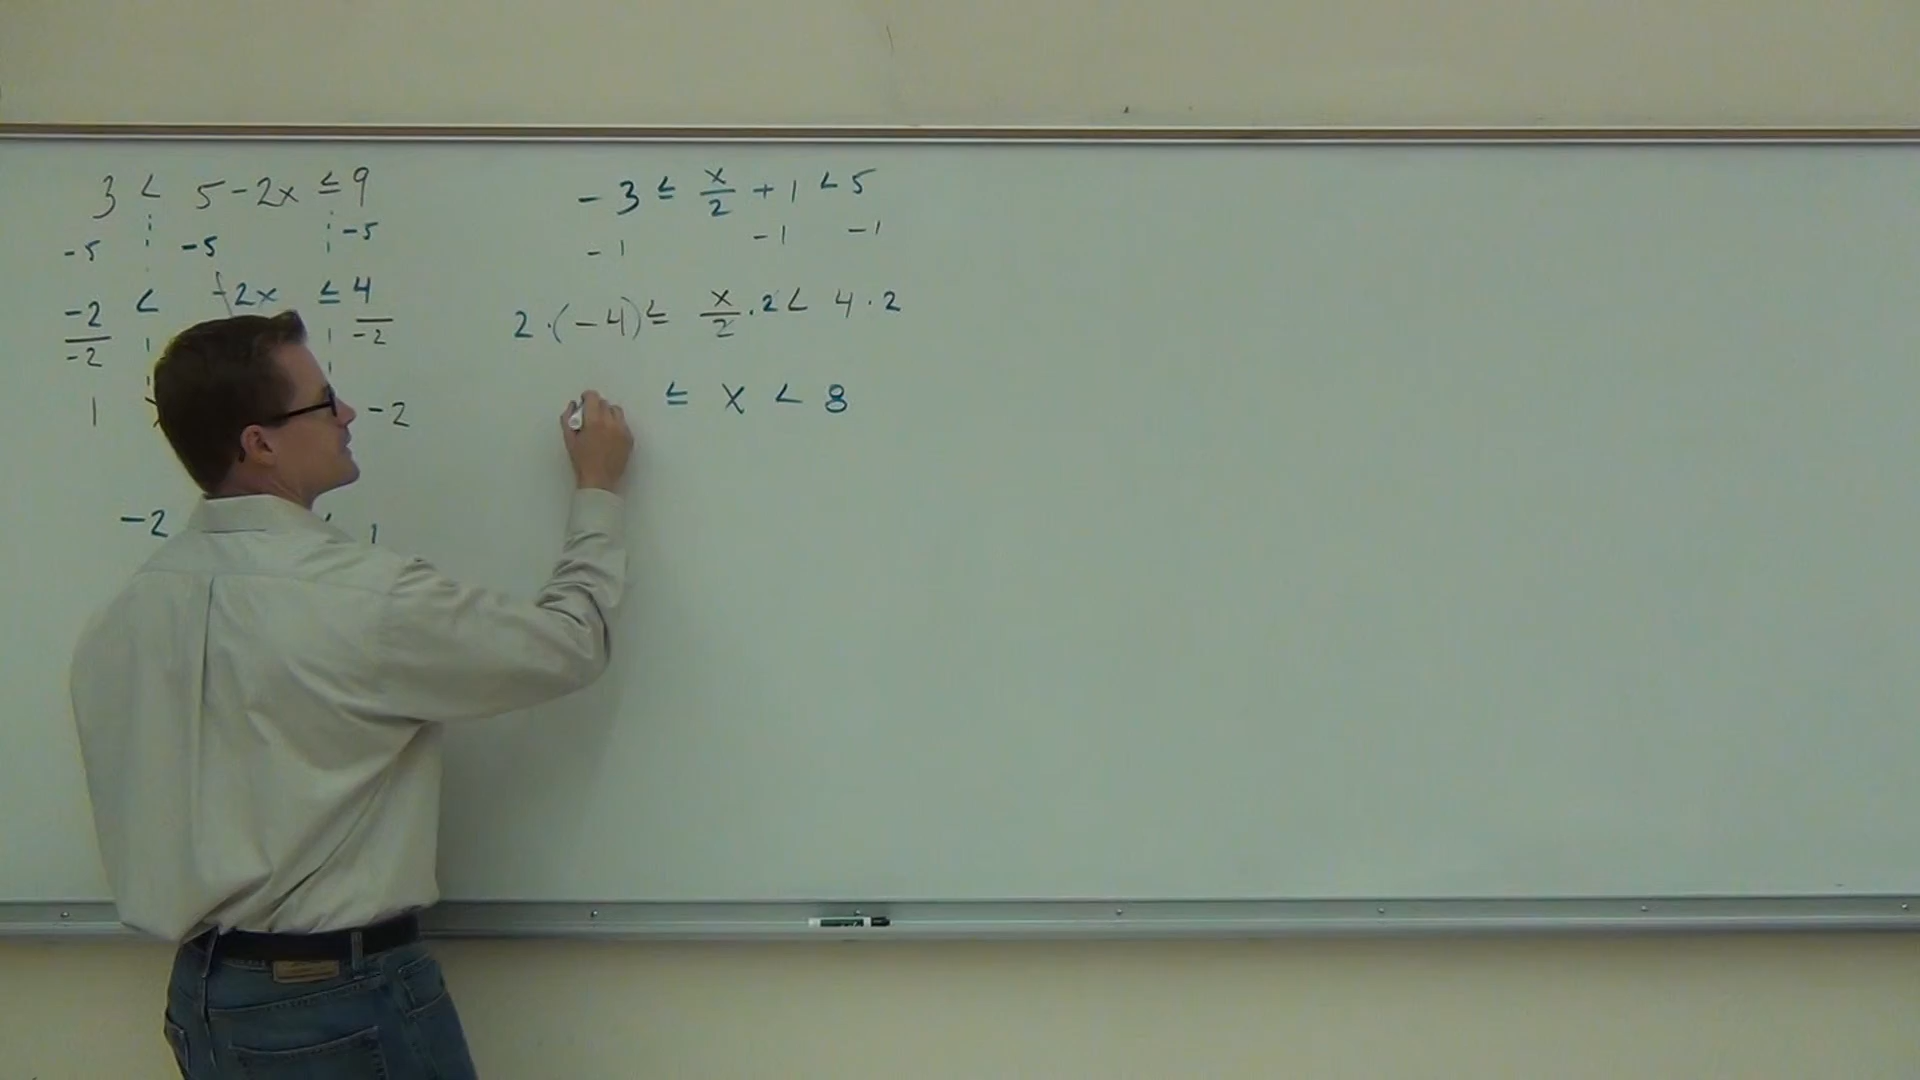 3 < 5 - 2x ≤ 9
-5 -5 -5
-2 < -2x ≤ 4
-2 -2
1 -2
-2 1
-3 ≤ x/2 + 1 < 5
-1 -1 -1
2 · (-4) ≤ x/2 · 2 < 4 · 2
≤ x < 8